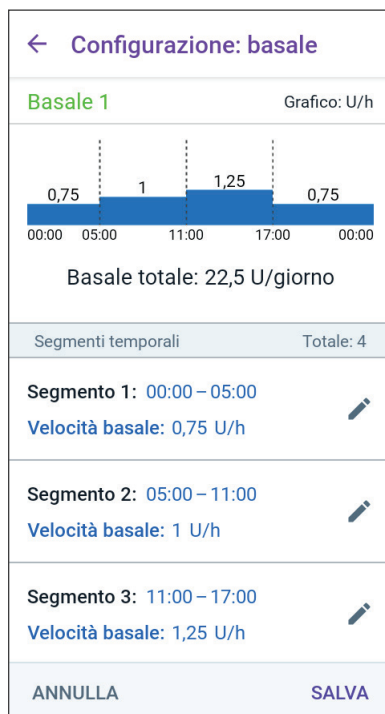 Configurazione: basale
Basale 1 Grafico: U/h
0,75 1 1,25 0,75
00:00 05:00 11:00 17:00 00:00
Basale totale: 22,5 U/giorno
Segmenti temporali Totale: 4
Segmento 1: 00:00 – 05:00
Velocità basale: 0,75 U/h
Segmento 2: 05:00 – 11:00
Velocità basale: 1 U/h
Segmento 3: 11:00 – 17:00
Velocità basale: 1,25 U/h
ANNULLA SALVA